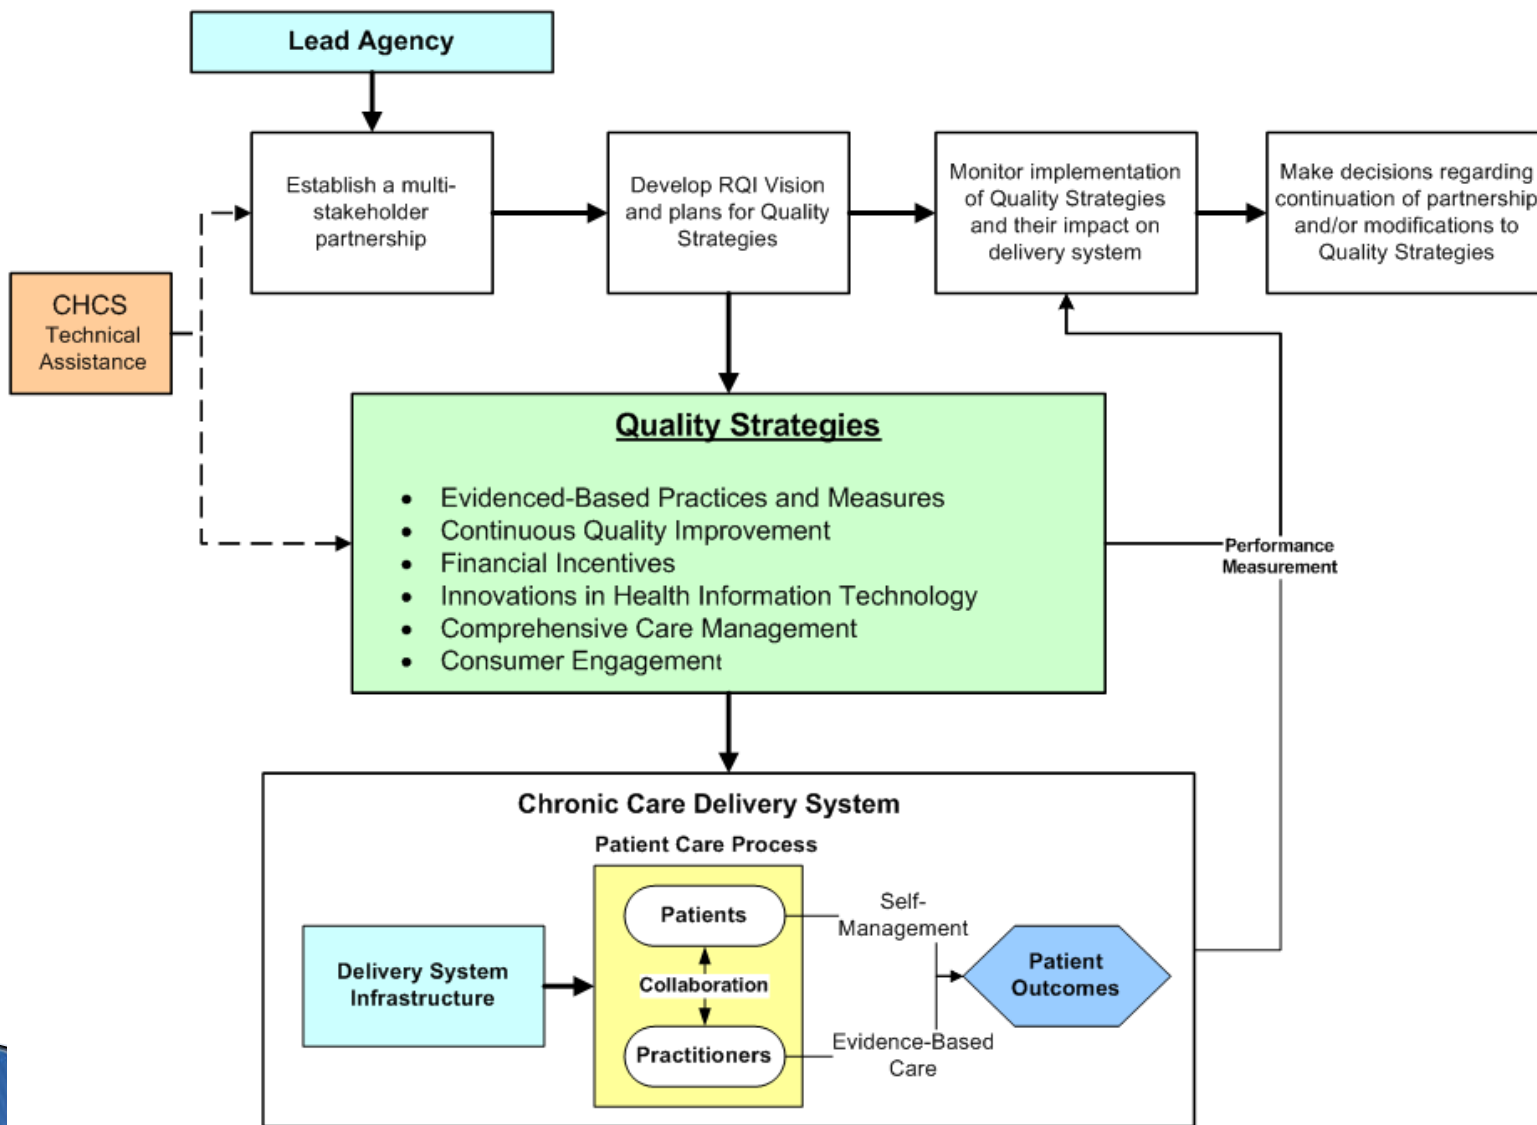 Lead Agency
Establish a multi-
stakeholder
partnership
Develop RQI Vision
and plans for Quality
Strategies
Monitor implementation
of Quality Strategies
and their impact on
delivery system
Make decisions regarding
continuation of partnership
and/or modifications to
Quality Strategies
CHCS
Technical
Assistance
Quality Strategies
• Evidenced-Based Practices and Measures
• Continuous Quality Improvement
• Financial Incentives
• Innovations in Health Information Technology
• Comprehensive Care Management
• Consumer Engagement
Performance
Measurement
Chronic Care Delivery System
Patient Care Process
Delivery System
Infrastructure
Patients
Collaboration
Practitioners
Self-
Management
Evidence-Based
Care
Patient
Outcomes